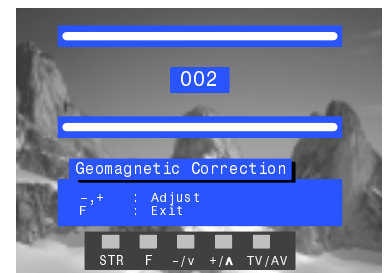 002
Geomagnetic Correction
-,+ : Adjust
F : Exit
STR F -/v +/∧ TV/AV